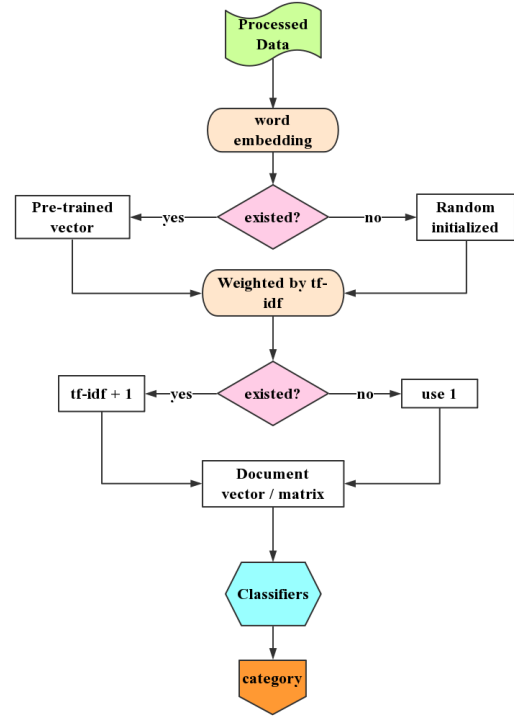 Processed
Data
word
embedding
Pre-trained
vector
yes
existed?
no
Random
initialized
Weighted by tf-
idf
tf-idf + 1
yes
existed?
no
use 1
Document
vector / matrix
Classifiers
category